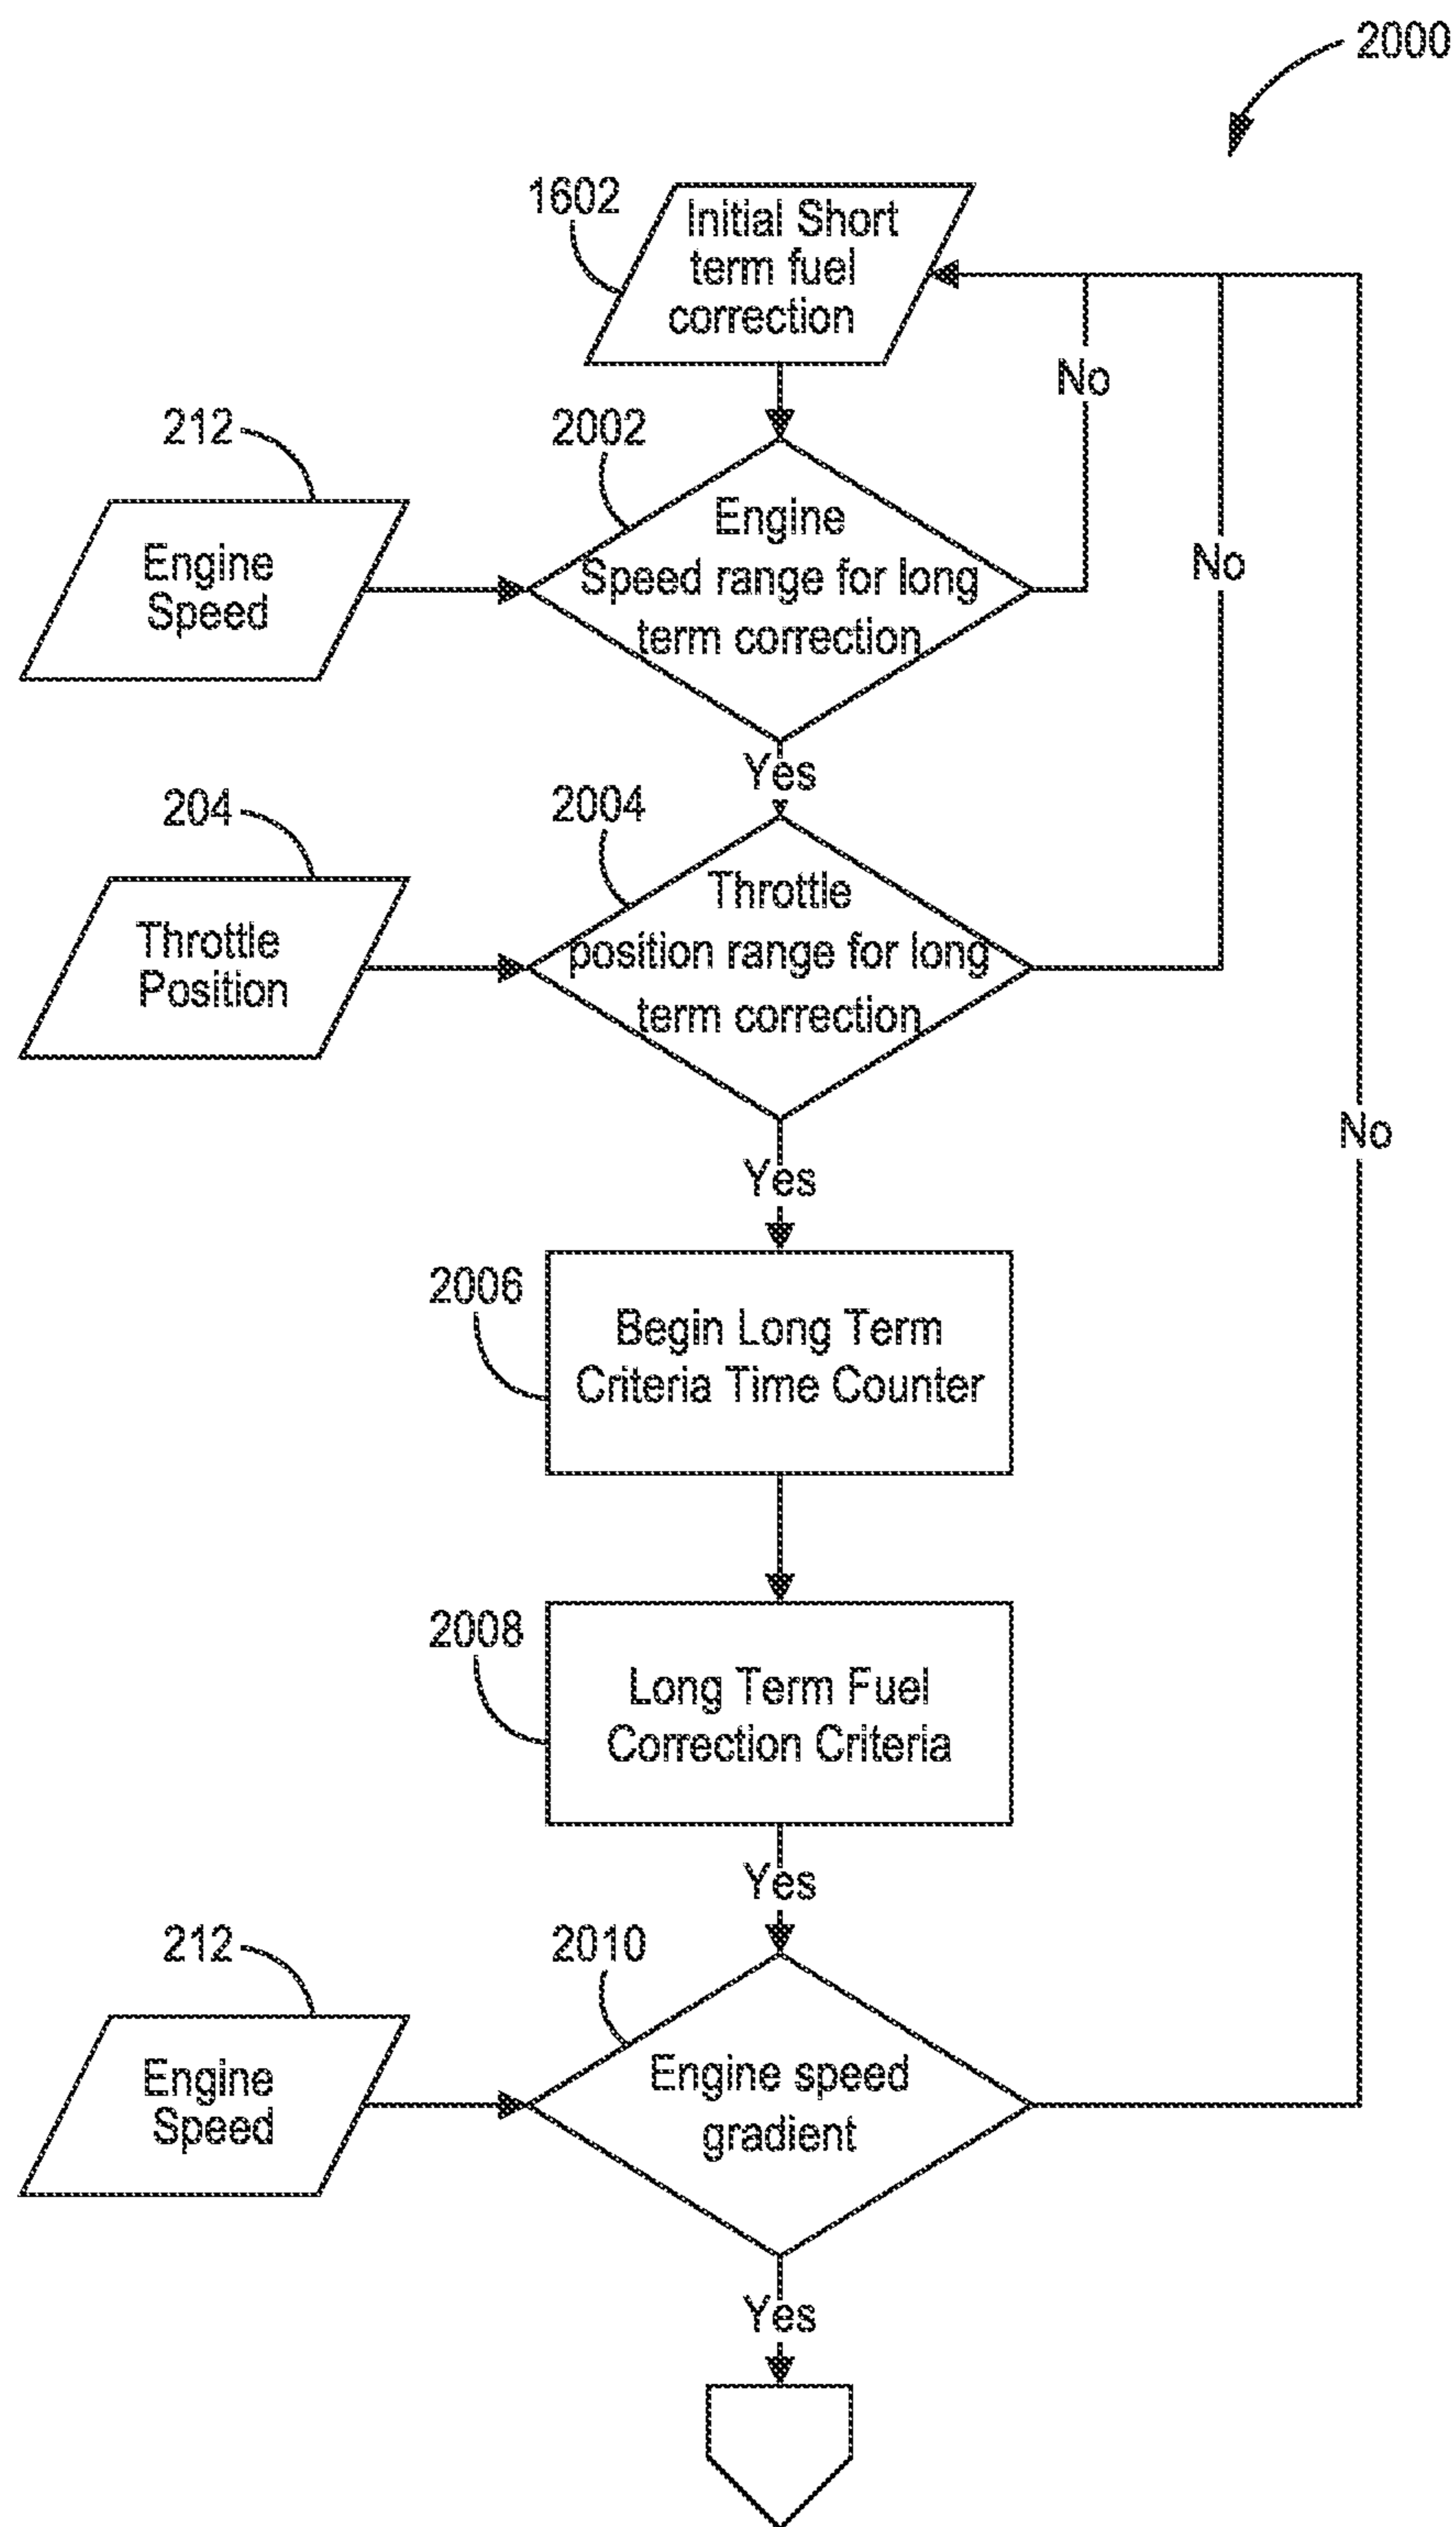 2000
1602
Initial Short
term fuel
correction
No
212
2002
Engine
Speed
Engine
Speed range for long
term correction
No
Yes
204
2004
Throttle
Position
Throttle
position range for long
term correction
No
Yes
2006
Begin Long Term
Criteria Time Counter
2008
Long Term Fuel
Correction Criteria
Yes
212
2010
Engine
Speed
Engine speed
gradient
Yes